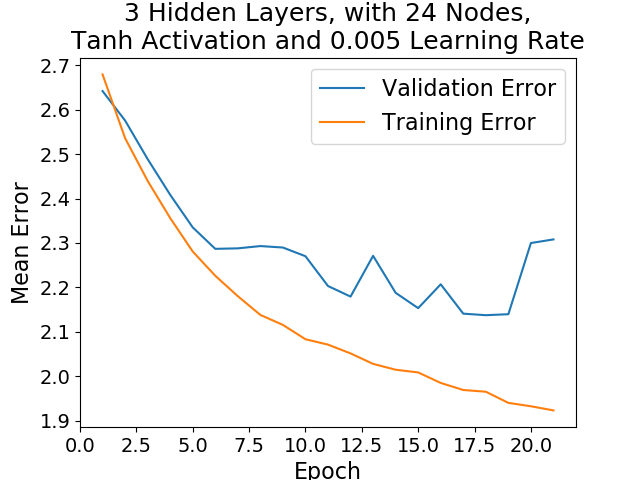 3 Hidden Layers, with 24 Nodes,
Tanh Activation and 0.005 Learning Rate
Validation Error
Training Error
Mean Error
2.7
2.6
2.5
2.4
2.3
2.2
2.1
2.0
1.9
0.0 2.5 5.0 7.5 10.0 12.5 15.0 17.5 20.0
Epoch